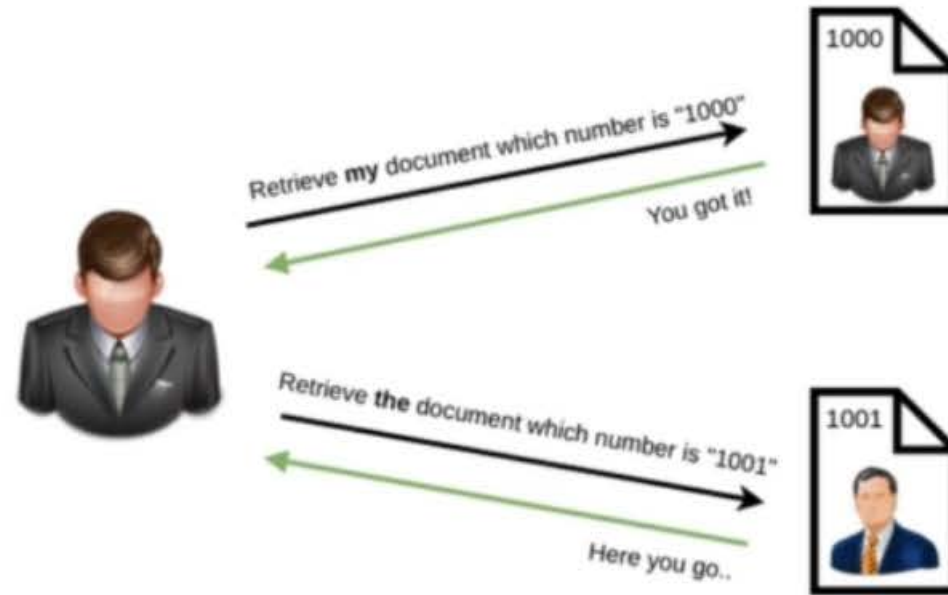 1000
Retrieve my document which number is "1000"
You got it!
Retrieve the document which number is "1001"
1001
Here you go..